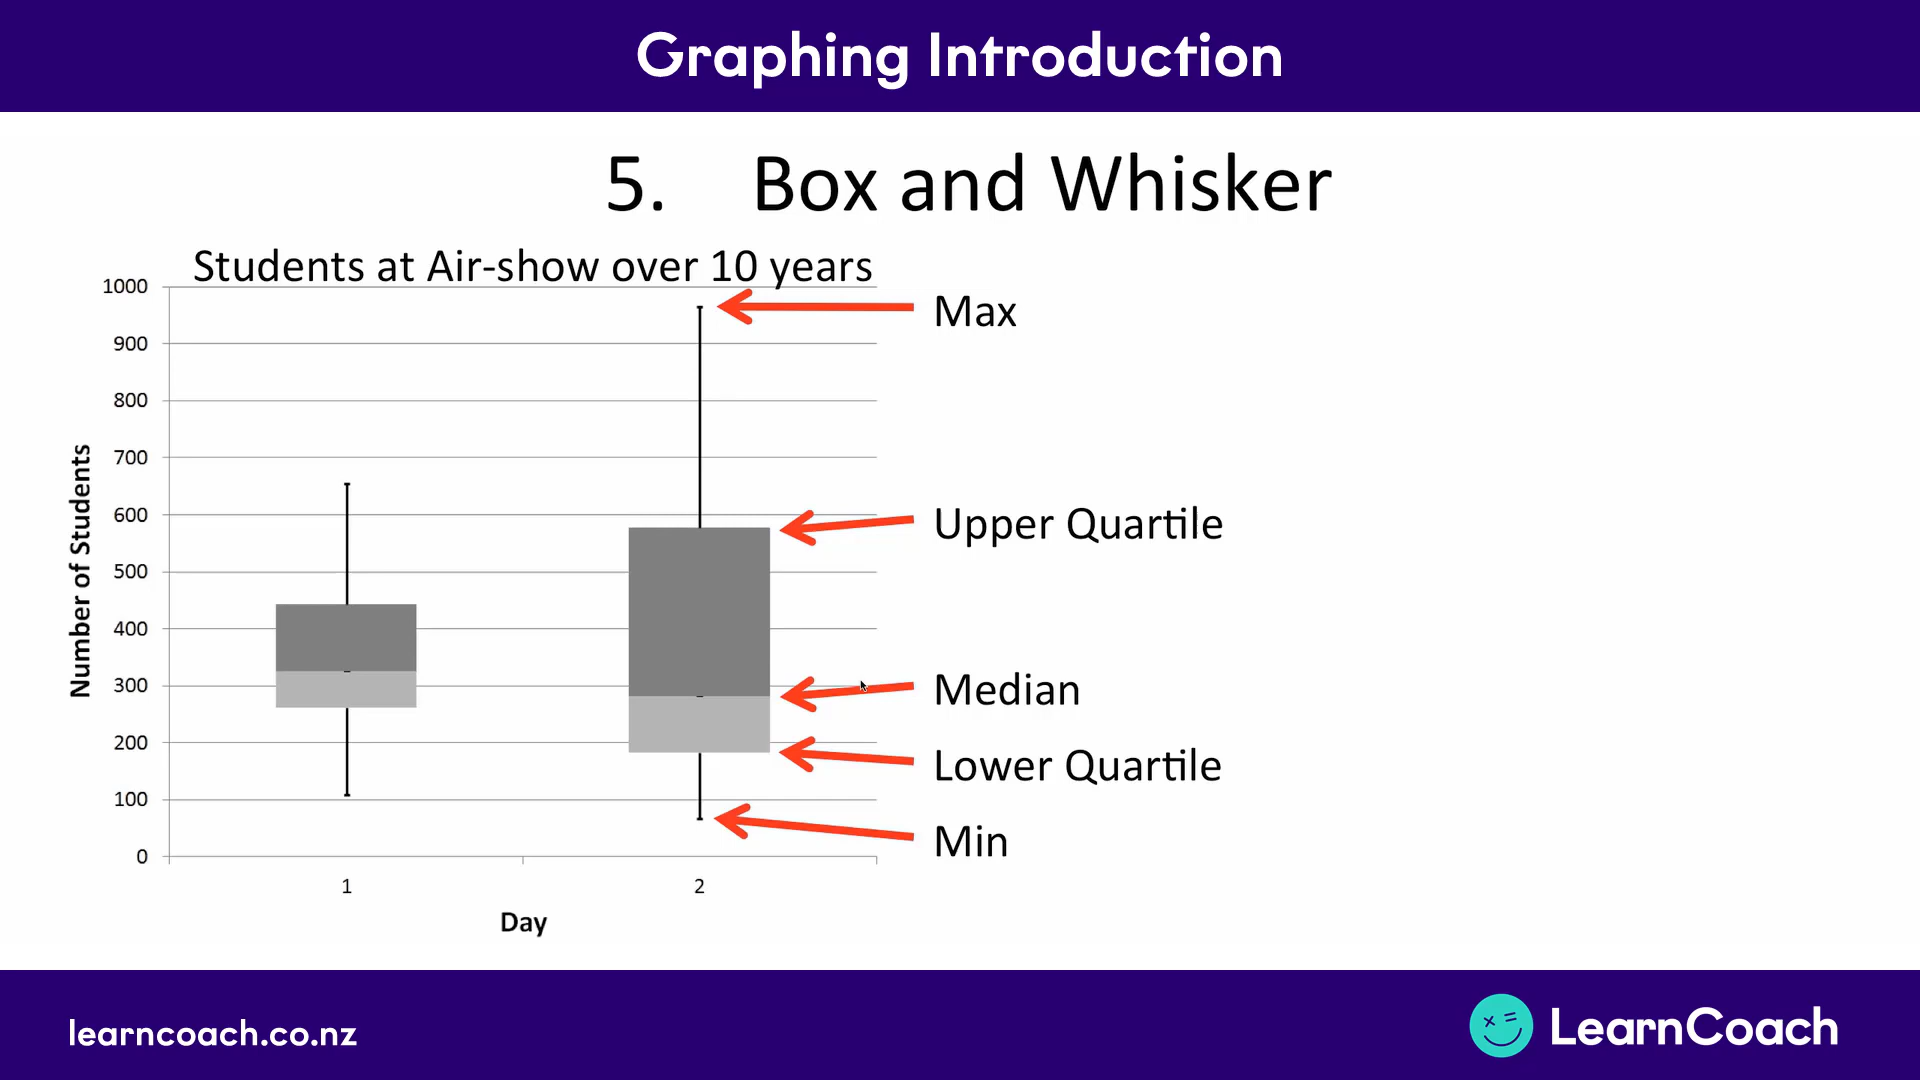 Graphing Introduction
5. Box and Whisker
Students at Air-show over 10 years
1000
900
800
700
600
500
400
300
200
100
0
Number of Students
1
2
Day
Max
Upper Quartile
Median
Lower Quartile
Min
learncoach.co.nz
LearnCoach